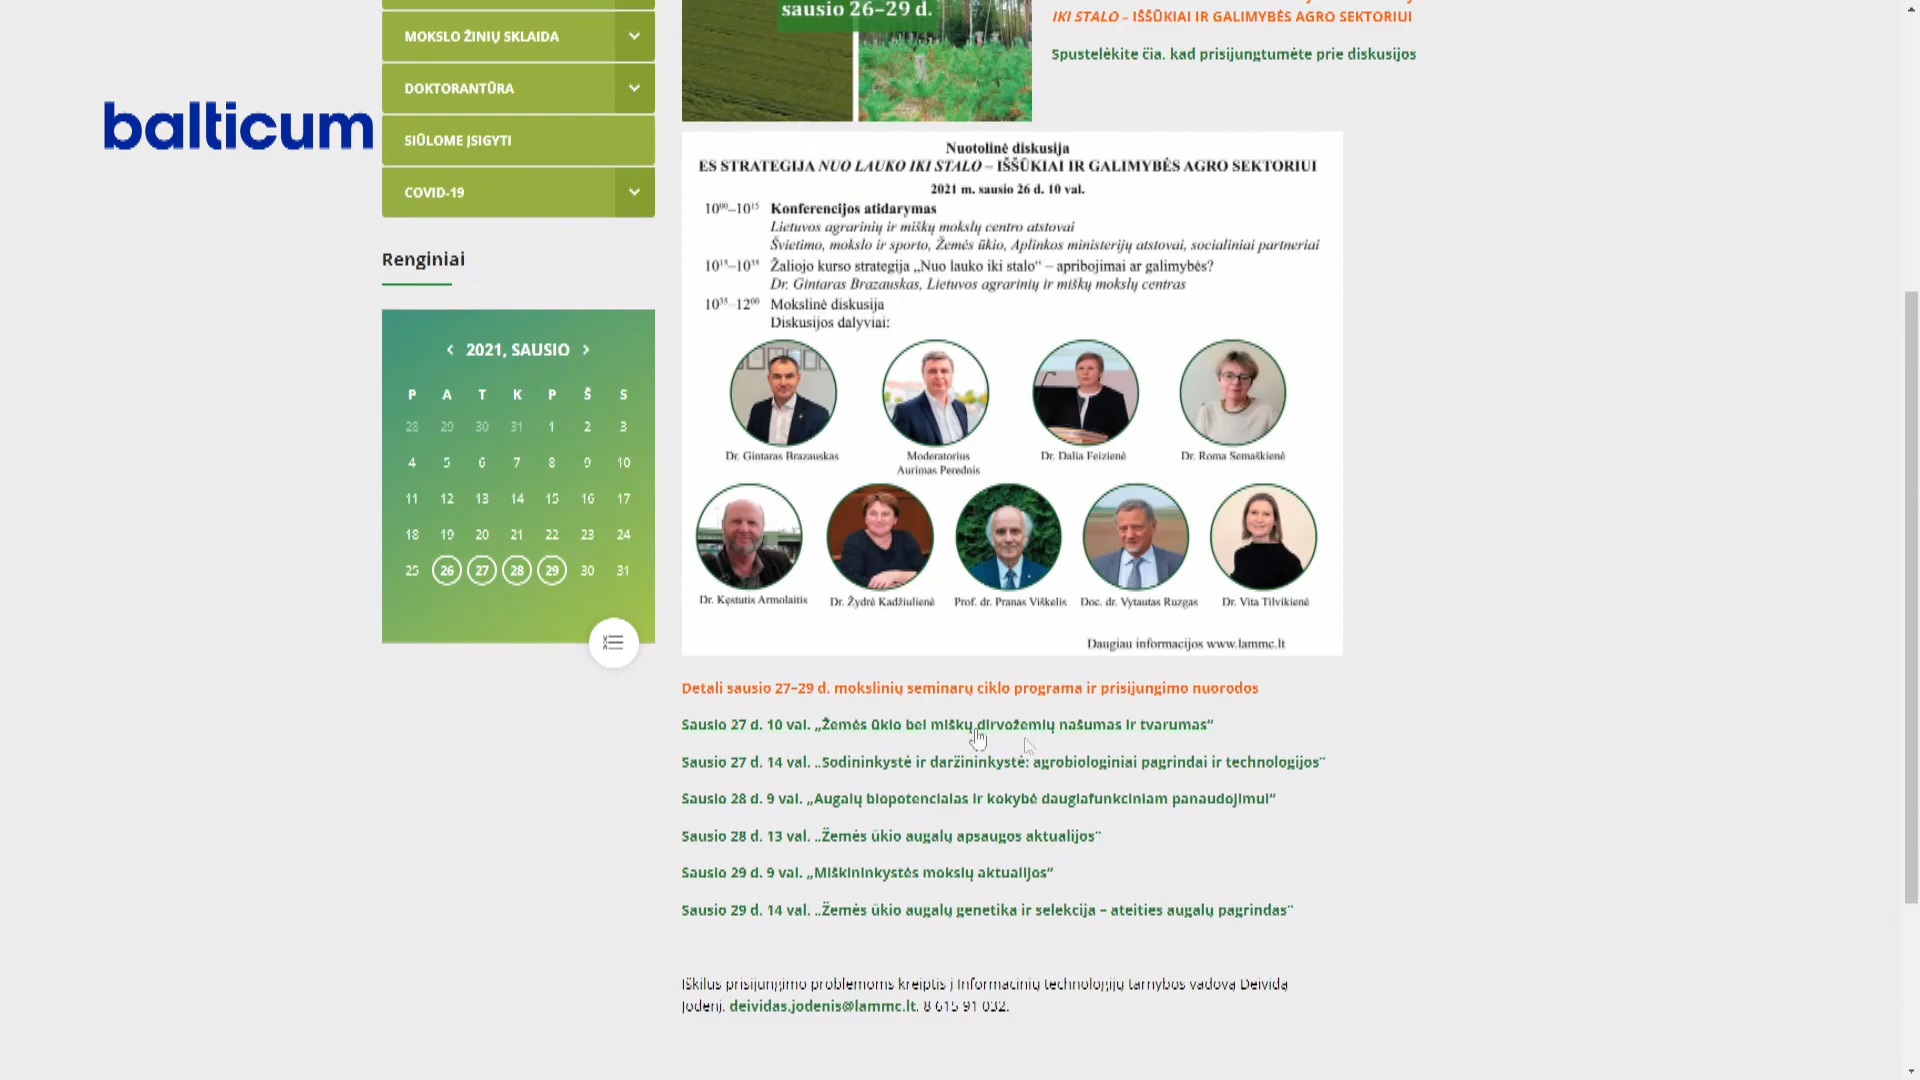 sausio 26–29 d.
IKI STALO – IŠŠŪKIAI IR GALIMYBĖS AGRO SEKTORIUI
MOKSLO ŽINIŲ SKLAIDA
Spustelėkite čia, kad prisijungtumėte prie diskusijos
DOKTORANTŪRA
balticum
SIŪLOME ĮSIGYTI
COVID-19
Renginiai
2021, SAUSIO
P A T K P Š S
28 29 30 31 1 2 3
4 5 6 7 8 9 10
11 12 13 14 15 16 17
18 19 20 21 22 23 24
25 26 27 28 29 30 31
Nuotolinė diskusija
ES STRATEGIJA NUO LAUKO IKI STALO – IŠŠŪKIAI IR GALIMYBĖS AGRO SEKTORIUI
2021 m. sausio 26 d. 10 val.
10⁰⁰–10¹⁵ Konferencijos atidarymas
Lietuvos agrarinių ir miškų mokslų centro atstovai
Švietimo, mokslo ir sporto, Žemės ūkio, Aplinkos ministerijų atstovai, socialiniai partneriai
10¹⁵–10³⁵ Žaliojo kurso strategija „Nuo lauko iki stalo“ – apribojimai ar galimybės?
Dr. Gintaras Brazauskas, Lietuvos agrarinių ir miškų mokslų centras
10³⁵–12⁰⁰ Mokslinė diskusija
Diskusijos dalyviai:
Dr. Gintaras Brazauskas
Moderatorius
Aurimas Perednis
Dr. Dalia Feizienė
Dr. Roma Semaškienė
Dr. Kęstutis Armolaitis
Dr. Žydrė Kadžiulienė
Prof. dr. Pranas Viškelis
Doc. dr. Vytautas Ruzgas
Dr. Vita Tilvikienė
Daugiau informacijos www.lammc.lt
Detali sausio 27–29 d. mokslinių seminarų ciklo programa ir prisijungimo nuorodos
Sausio 27 d. 10 val. „Žemės ūkio bei miškų dirvožemių našumas ir tvarumas“
Sausio 27 d. 14 val. „Sodininkystė ir daržininkystė: agrobiologiniai pagrindai ir technologijos“
Sausio 28 d. 9 val. „Augalų biopotencialas ir kokybė daugiafunkciniam panaudojimui“
Sausio 28 d. 13 val. „Žemės ūkio augalų apsaugos aktualijos“
Sausio 29 d. 9 val. „Miškininkystės mokslų aktualijos“
Sausio 29 d. 14 val. „Žemės ūkio augalų genetika ir selekcija – ateities augalų pagrindas“
Iškilus prisijungimo problemoms kreiptis į Informacinių technologijų tarnybos vadovą Deividą
Jodenį, deividas.jodenis@lammc.lt, 8 615 91 032.